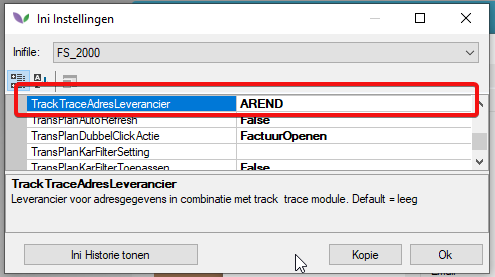 Ini Instellingen
Inifile: FS_2000
TrackTraceAdresLeverancier AREND
TransPlanAutoRefresh False
TransPlanDubbelClickActie FactuurOpenen
TransPlanKarFilterSetting
TransPlanKarFilterToepassen False
TrackTraceAdresLeverancier
Leverancier voor adresgegevens in combinatie met track trace module. Default = leeg
Ini Historie tonen Kopie Ok